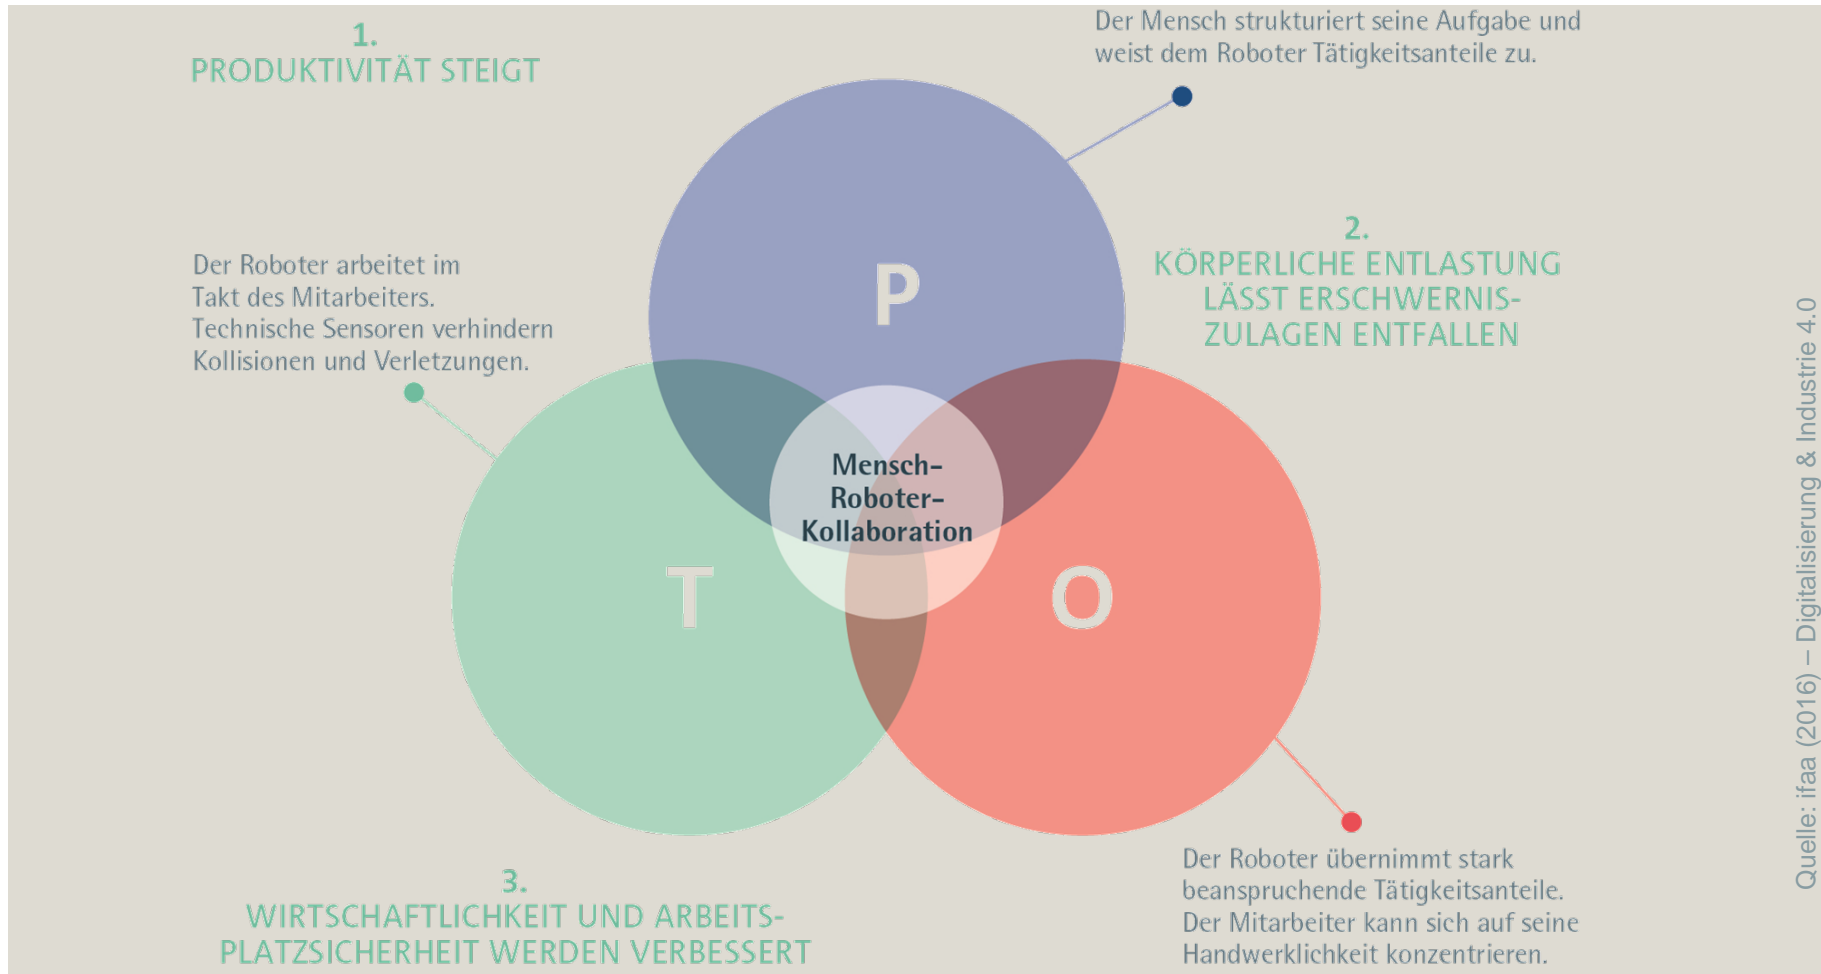 1.
PRODUKTIVITÄT STEIGT
Der Mensch strukturiert seine Aufgabe und
weist dem Roboter Tätigkeitsanteile zu.
Der Roboter arbeitet im
Takt des Mitarbeiters.
Technische Sensoren verhindern
Kollisionen und Verletzungen.
P
2.
KÖRPERLICHE ENTLASTUNG
LÄSST ERSCHWERNIS-
ZULAGEN ENTFALLEN
Mensch-
Roboter-
Kollaboration
T
O
3.
WIRTSCHAFTLICHKEIT UND ARBEITS-
PLATZSICHERHEIT WERDEN VERBESSERT
Der Roboter übernimmt stark
beanspruchende Tätigkeitsanteile.
Der Mitarbeiter kann sich auf seine
Handwerklichkeit konzentrieren.
Quelle: ifaa (2016) – Digitalisierung & Industrie 4.0